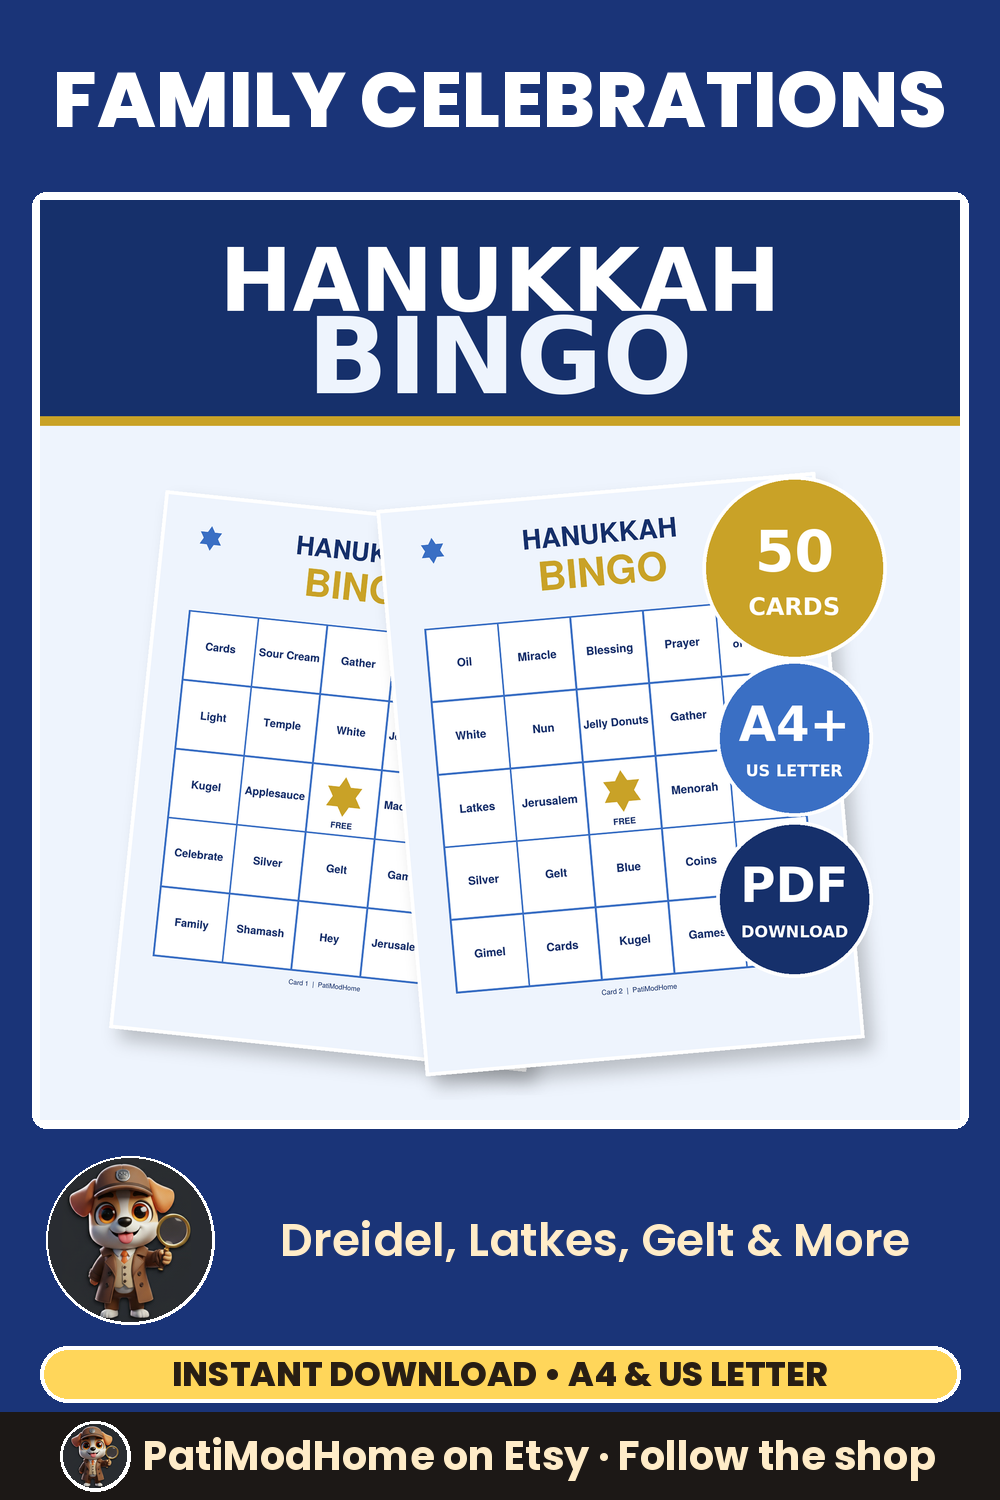 FAMILY CELEBRATIONS
HANUKKAH
BINGO
HANUK
BINGO
Cards Sour Cream Gather
Light Temple White
Kugel Applesauce FREE
Celebrate Silver Gelt
Family Shamash Hey Jerusale
Card 1 | PatiModHome
HANUKKAH
BINGO
Oil Miracle Blessing Prayer
White Nun Jelly Donuts Gather
Latkes Jerusalem FREE Menorah
Silver Gelt Blue Coins
Gimel Cards Kugel Games
Card 2 | PatiModHome
50
CARDS
A4+
US LETTER
PDF
DOWNLOAD
Dreidel, Latkes, Gelt & More
INSTANT DOWNLOAD • A4 & US LETTER
PatiModHome on Etsy · Follow the shop